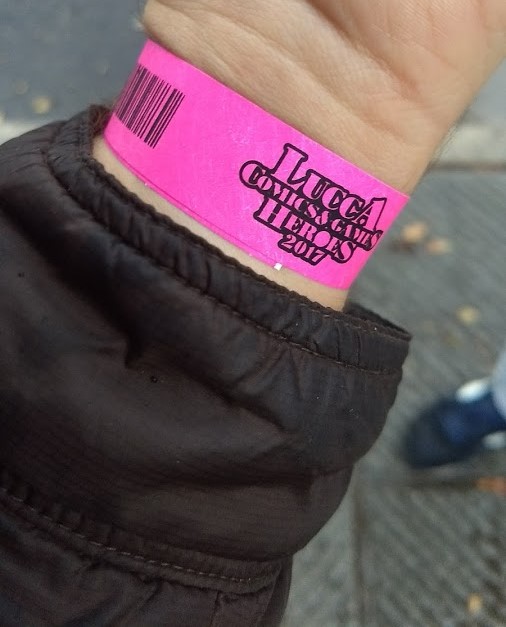 LUCCA
COMICS & GAMES
HEROES
2017